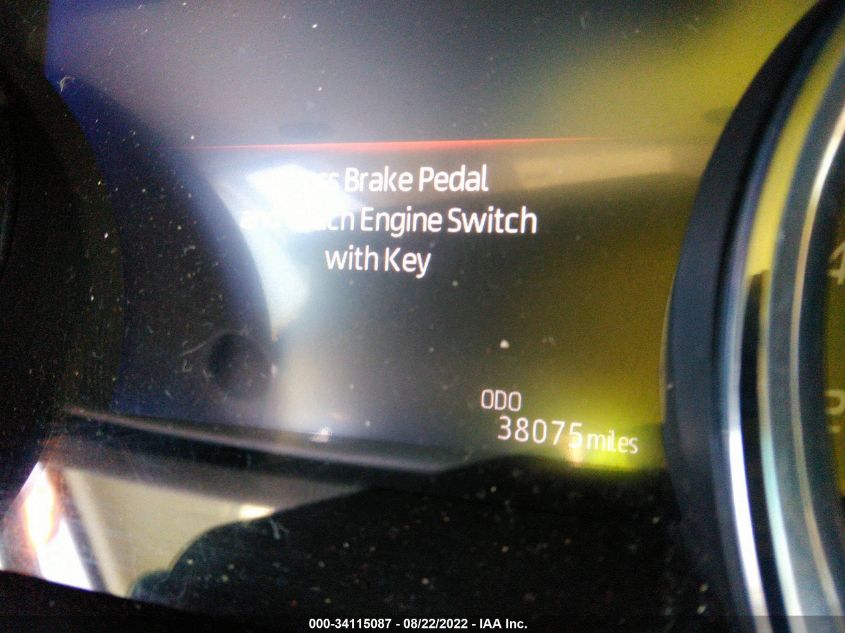 Brake Pedal
Engine Switch
with Key
ODO
38075 miles
000-34115087 - 08/22/2022 - IAA Inc.